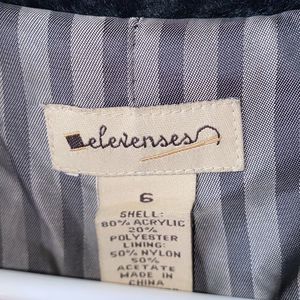 elevenses
6
SHELL:
80% ACRYLIC
20%
POLYESTER
LINING:
50% NYLON
50%
ACETATE
MADE IN
CHINA